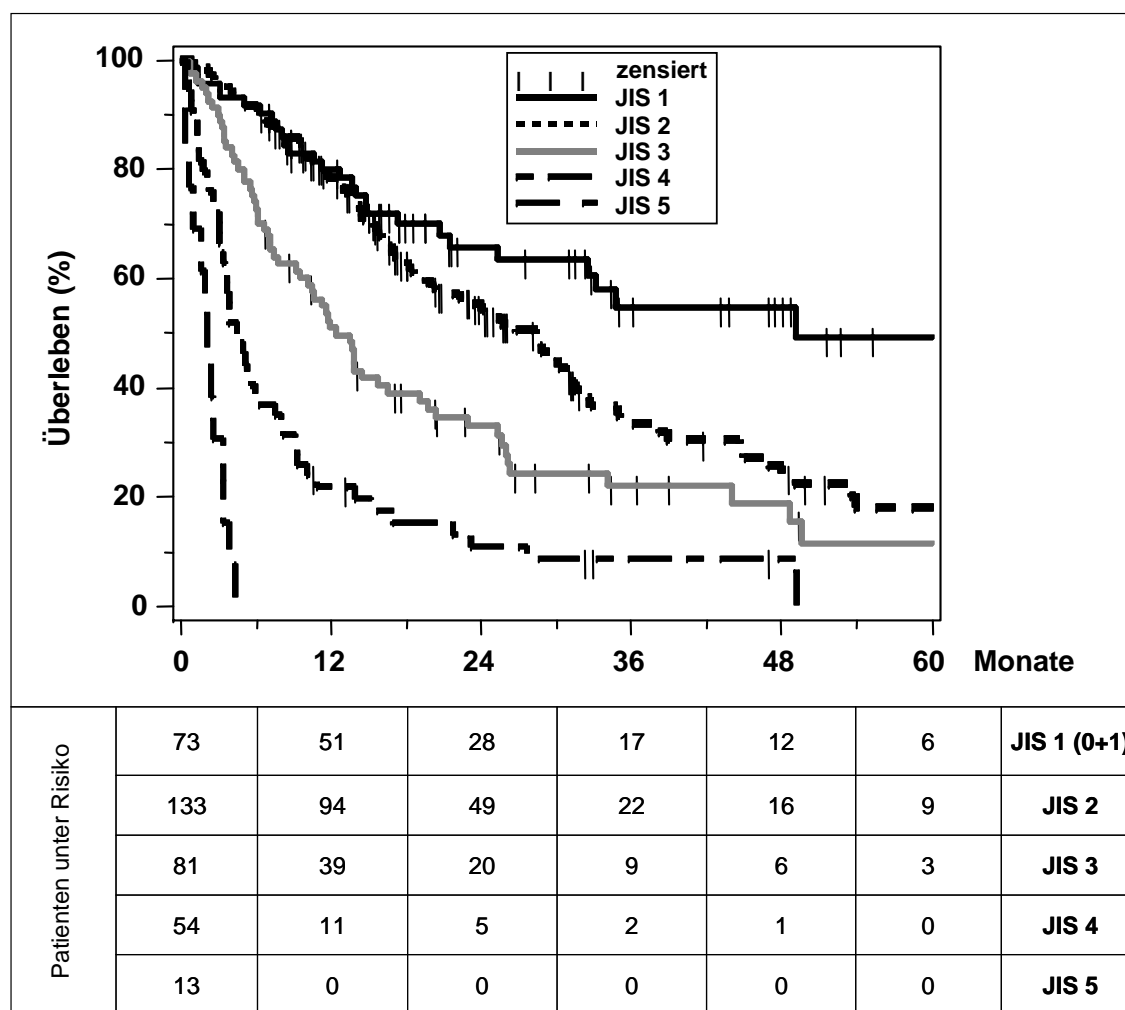 100
80
60
40
20
0
Überleben (%)
zensiert
JIS 1
JIS 2
JIS 3
JIS 4
JIS 5
0 12 24 36 48 60 Monate
Patienten unter Risiko
73 51 28 17 12 6 JIS 1 (0+1)
133 94 49 22 16 9 JIS 2
81 39 20 9 6 3 JIS 3
54 11 5 2 1 0 JIS 4
13 0 0 0 0 0 JIS 5